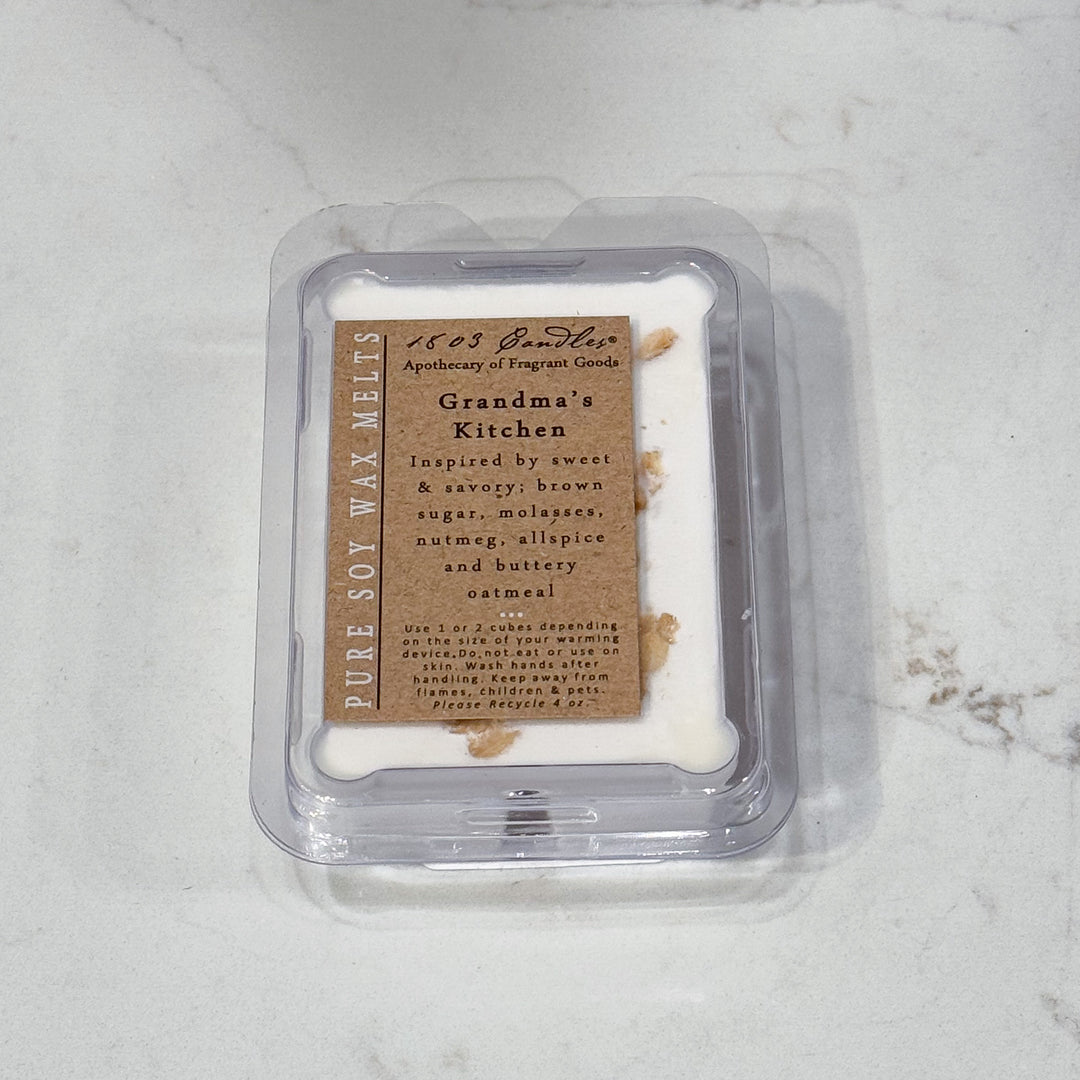 PURE SOY WAX MELTS
1803 Candles®
Apothecary of Fragrant Goods
Grandma's
Kitchen
Inspired by sweet
& savory; brown
sugar, molasses,
nutmeg, allspice
and buttery
oatmeal
...
Use 1 or 2 cubes depending
on the size of your warming
device.Do not eat or use on
skin. Wash hands after
handling. Keep away from
flames, children & pets.
Please Recycle 4 oz.